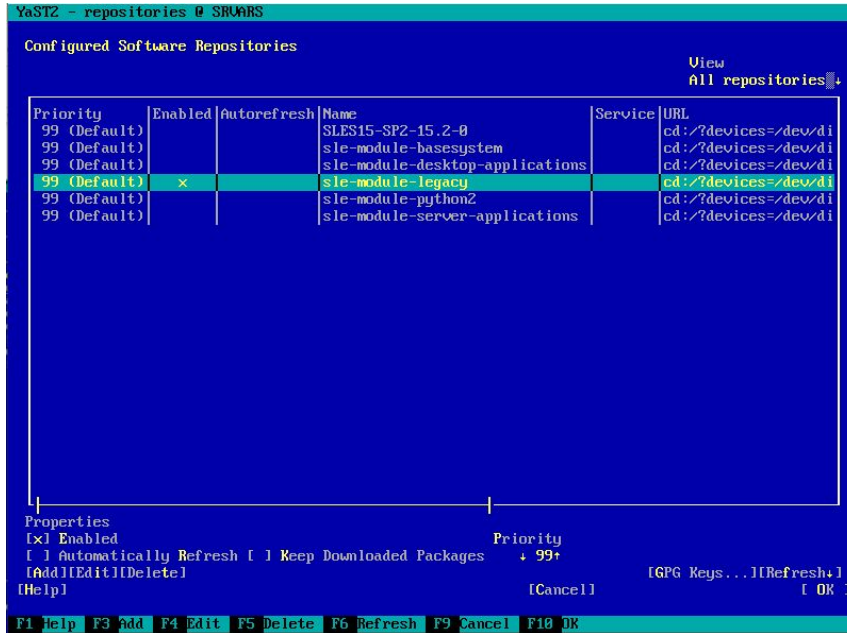 YaST2 - repositories @ SRVARS
Configured Software Repositories
View
All repositories↓
Priority |Enabled|Autorefresh|Name |Service|URL
99 (Default)| | |SLES15-SP2-15.2-0 | |cd:/?devices=/dev/di
99 (Default)| | |sle-module-basesystem | |cd:/?devices=/dev/di
99 (Default)| | |sle-module-desktop-applications| |cd:/?devices=/dev/di
99 (Default)| x | |sle-module-legacy | |cd:/?devices=/dev/di
99 (Default)| | |sle-module-python2 | |cd:/?devices=/dev/di
99 (Default)| | |sle-module-server-applications | |cd:/?devices=/dev/di
Properties
[x] Enabled Priority
[ ] Automatically Refresh [ ] Keep Downloaded Packages ↓ 99↑
[Add][Edit][Delete] [GPG Keys...][Refresh↓]
[Help] [Cancel] [ OK ]
F1 Help F3 Add F4 Edit F5 Delete F6 Refresh F9 Cancel F10 OK